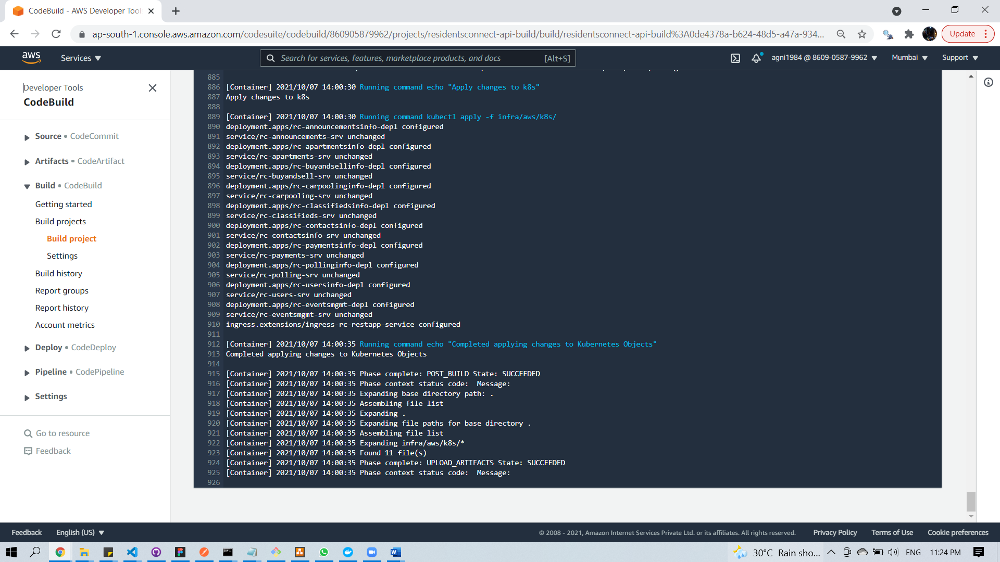 CodeBuild - AWS Developer Tool
ap-south-1.console.aws.amazon.com/codesuite/codebuild/860905879962/projects/residentsconnect-api-build/build/residentsconnect-api-build%3A0de4378a-b624-48d5-a47a-934...
Update
aws
Services
Search for services, features, marketplace products, and docs [Alt+S]
agni1984 @ 8609-0587-9962
Mumbai
Support
Developer Tools
CodeBuild
Source • CodeCommit
Artifacts • CodeArtifact
Build • CodeBuild
Getting started
Build projects
Build project
Settings
Build history
Report groups
Report history
Account metrics
Deploy • CodeDeploy
Pipeline • CodePipeline
Settings
Go to resource
Feedback
885
886 [Container] 2021/10/07 14:00:30 Running command echo "Apply changes to k8s"
887 Apply changes to k8s
888
889 [Container] 2021/10/07 14:00:30 Running command kubectl apply -f infra/aws/k8s/
890 deployment.apps/rc-announcementsinfo-depl configured
891 service/rc-announcements-srv unchanged
892 deployment.apps/rc-apartmentsinfo-depl configured
893 service/rc-apartments-srv unchanged
894 deployment.apps/rc-buyandsellinfo-depl configured
895 service/rc-buyandsell-srv unchanged
896 deployment.apps/rc-carpoolinginfo-depl configured
897 service/rc-carpooling-srv unchanged
898 deployment.apps/rc-classifiedsinfo-depl configured
899 service/rc-classifieds-srv unchanged
900 deployment.apps/rc-contactsinfo-depl configured
901 service/rc-contactsinfo-srv unchanged
902 deployment.apps/rc-paymentsinfo-depl configured
903 service/rc-payments-srv unchanged
904 deployment.apps/rc-pollinginfo-depl configured
905 service/rc-polling-srv unchanged
906 deployment.apps/rc-usersinfo-depl configured
907 service/rc-users-srv unchanged
908 deployment.apps/rc-eventsmgmt-depl configured
909 service/rc-eventsmgmt-srv unchanged
910 ingress.extensions/ingress-rc-restapp-service configured
911
912 [Container] 2021/10/07 14:00:35 Running command echo "Completed applying changes to Kubernetes Objects"
913 Completed applying changes to Kubernetes Objects
914
915 [Container] 2021/10/07 14:00:35 Phase complete: POST_BUILD State: SUCCEEDED
916 [Container] 2021/10/07 14:00:35 Phase context status code:  Message:
917 [Container] 2021/10/07 14:00:35 Expanding base directory path: .
918 [Container] 2021/10/07 14:00:35 Assembling file list
919 [Container] 2021/10/07 14:00:35 Expanding .
920 [Container] 2021/10/07 14:00:35 Expanding file paths for base directory .
921 [Container] 2021/10/07 14:00:35 Assembling file list
922 [Container] 2021/10/07 14:00:35 Expanding infra/aws/k8s/*
923 [Container] 2021/10/07 14:00:35 Found 11 file(s)
924 [Container] 2021/10/07 14:00:35 Phase complete: UPLOAD_ARTIFACTS State: SUCCEEDED
925 [Container] 2021/10/07 14:00:35 Phase context status code:  Message:
926
Feedback
English (US)
© 2008 - 2021, Amazon Internet Services Private Ltd. or its affiliates. All rights reserved.
Privacy Policy
Terms of Use
Cookie preferences
30°C Rain sho...
ENG
11:24 PM